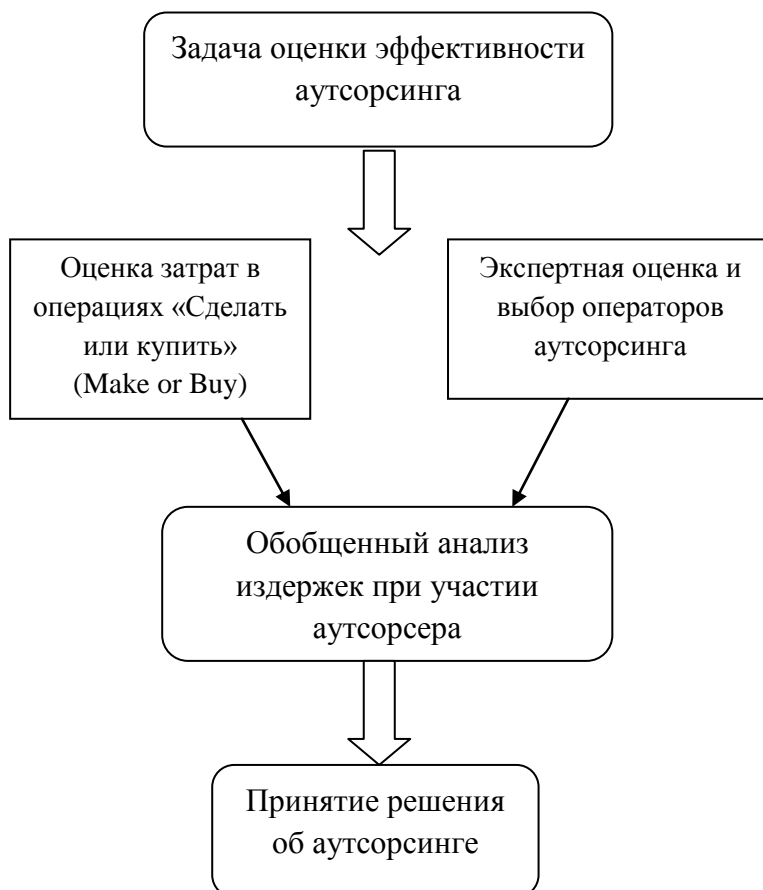 Задача оценки эффективности
аутсорсинга
Оценка затрат в
операциях «Сделать
или купить»
(Make or Buy)
Экспертная оценка и
выбор операторов
аутсорсинга
Обобщенный анализ
издержек при участии
аутсорсера
Принятие решения
об аутсорсинге